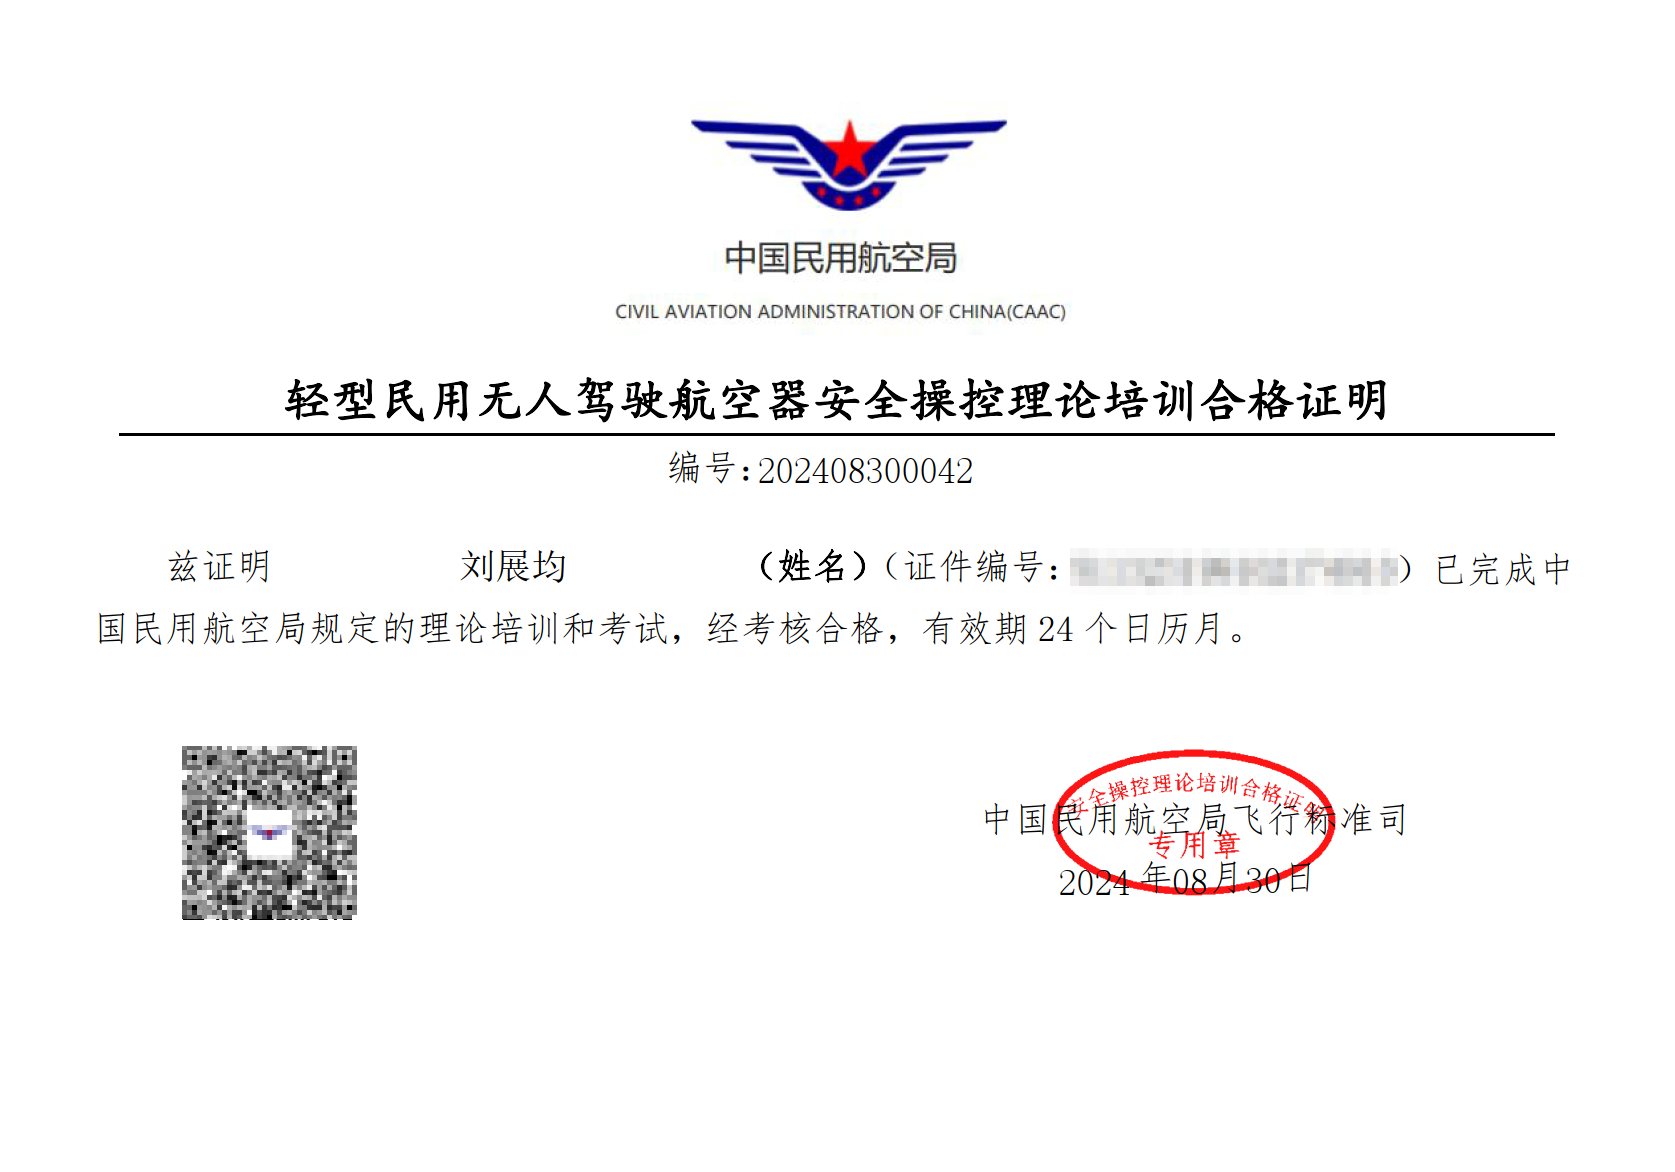 中国民用航空局
CIVIL AVIATION ADMINISTRATION OF CHINA(CAAC)
轻型民用无人驾驶航空器安全操控理论培训合格证明
编号:202408300042
兹证明 刘展均 （姓名）（证件编号: ）已完成中
国民用航空局规定的理论培训和考试，经考核合格，有效期 24 个日历月。
安全操控理论培训合格证明
中国民用航空局飞行标准司
专用章
2024 年08月30日